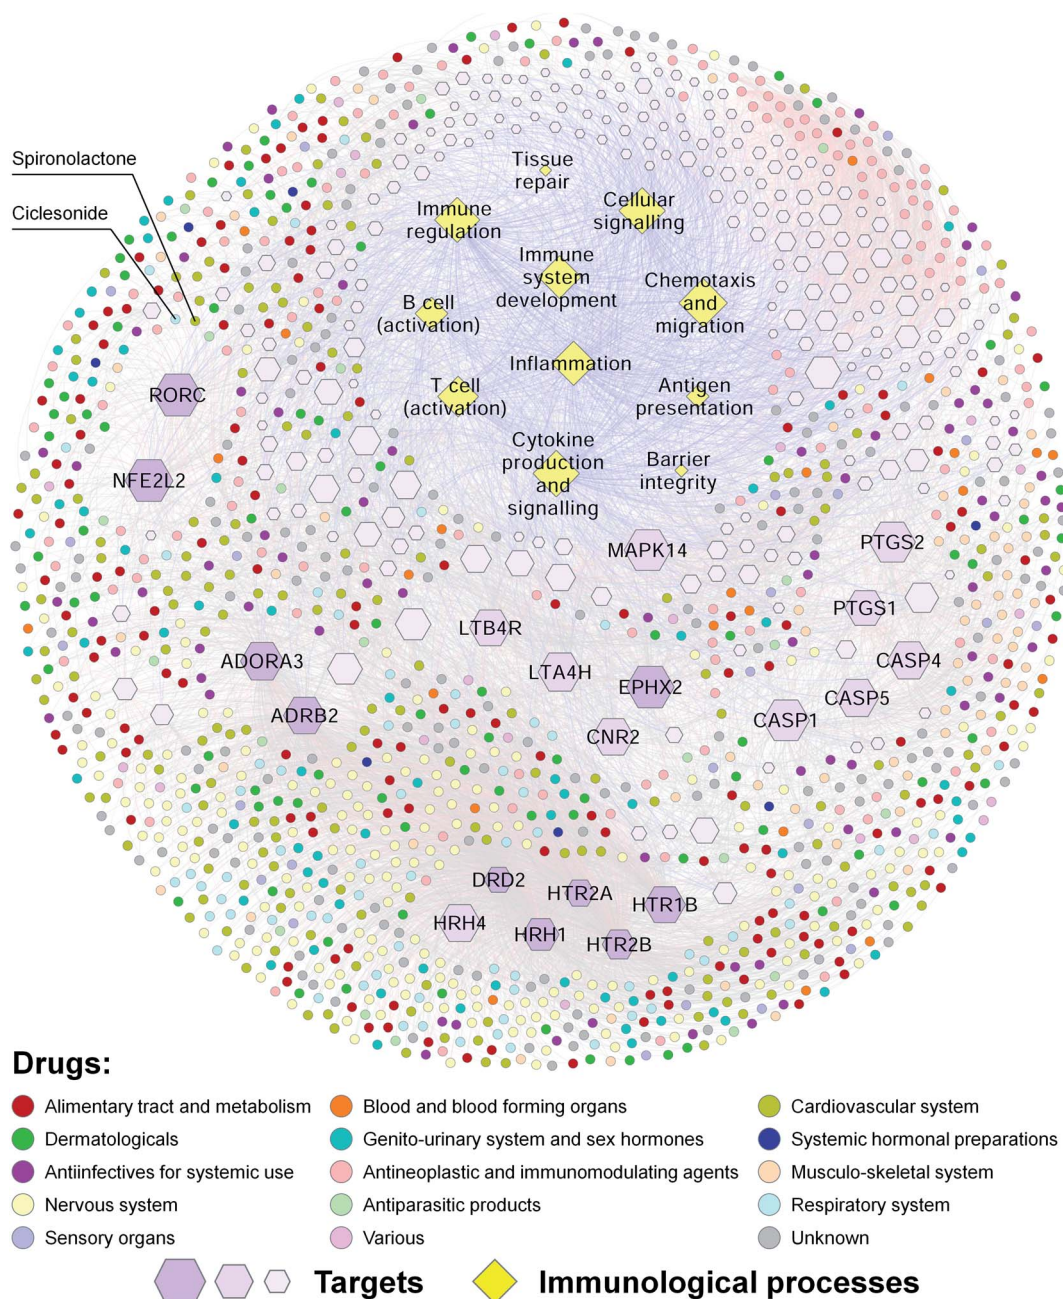 Spironolactone
Ciclesonide
Tissue
repair
Immune
regulation
Cellular
signalling
Immune
system
development
B cell
(activation)
Chemotaxis
and
migration
Inflammation
T cell
(activation)
Antigen
presentation
Cytokine
production
and
signalling
Barrier
integrity
RORC
NFE2L2
MAPK14
PTGS2
PTGS1
LTB4R
ADORA3
LTA4H
CASP4
EPHX2
CASP5
ADRB2
CASP1
CNR2
DRD2
HTR2A
HTR1B
HRH4
HRH1
HTR2B
Drugs:
Alimentary tract and metabolism
Blood and blood forming organs
Cardiovascular system
Dermatologicals
Genito-urinary system and sex hormones
Systemic hormonal preparations
Antiinfectives for systemic use
Antineoplastic and immunomodulating agents
Musculo-skeletal system
Nervous system
Antiparasitic products
Respiratory system
Sensory organs
Various
Unknown
Targets
Immunological processes